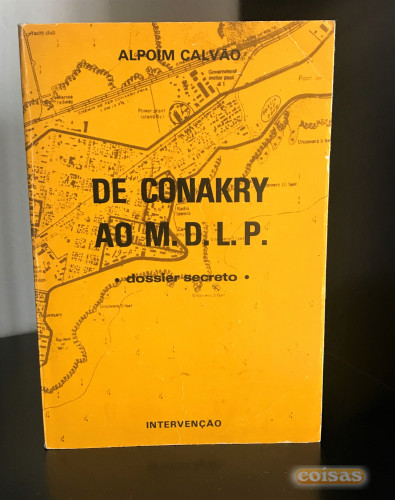 ALPOIM CALVÃO
DE CONAKRY
AO M. D. L. P.
• dossier secreto •
INTERVENÇÃO
coisas